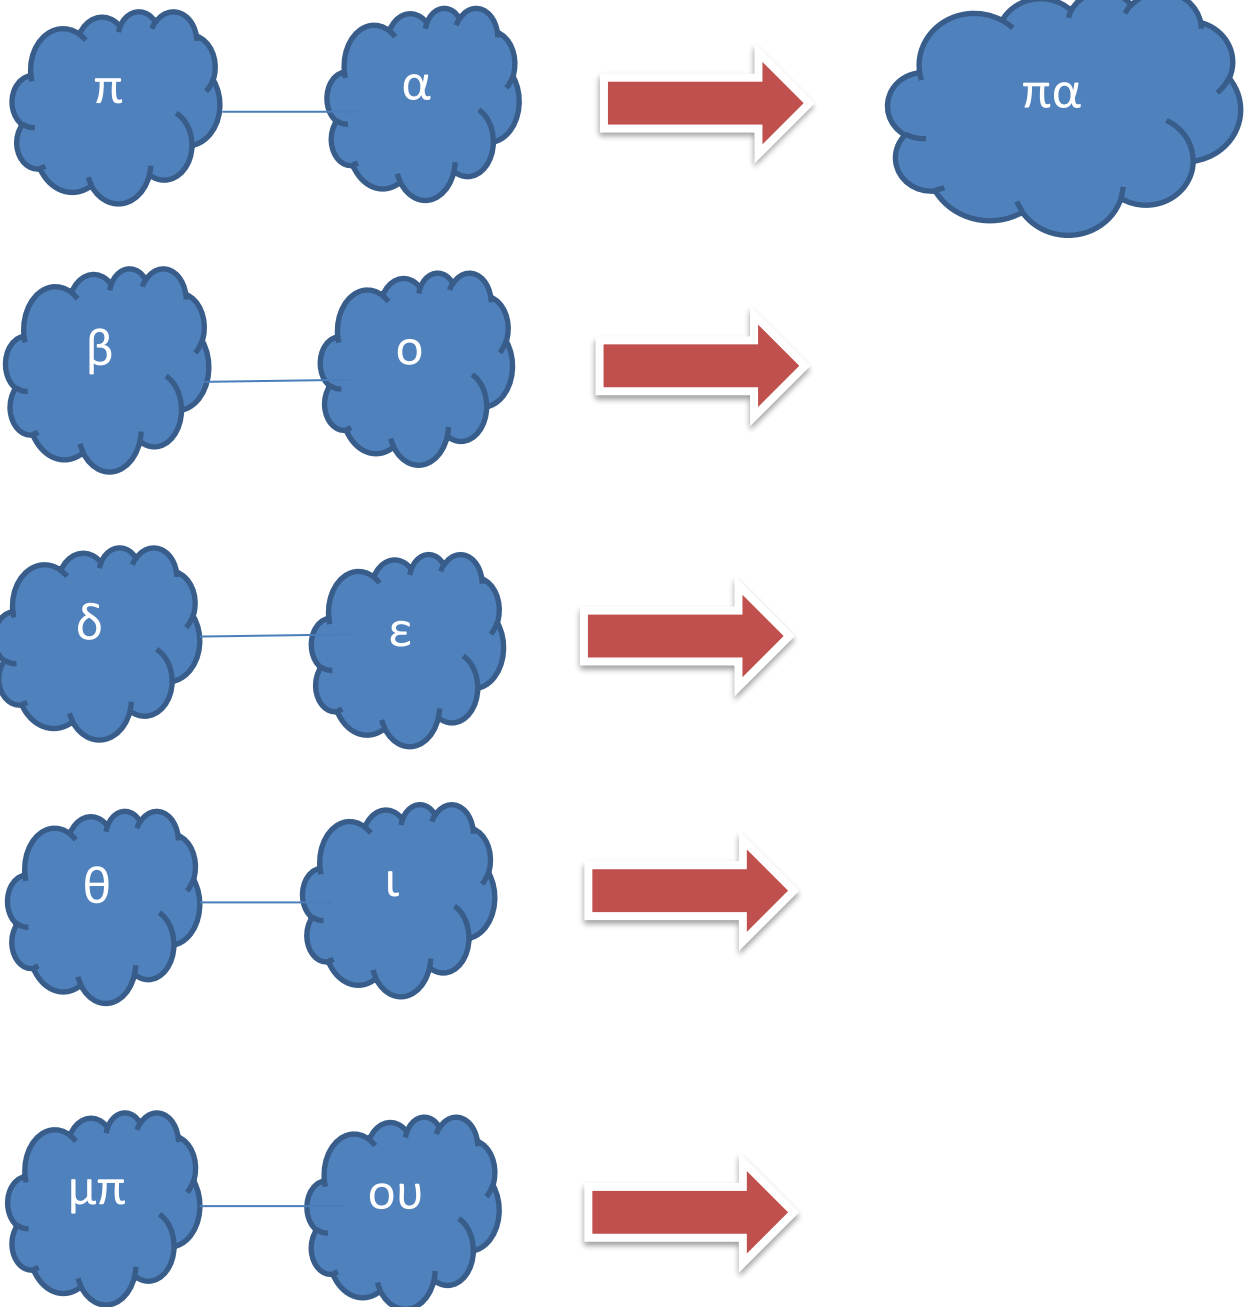 π α πα
β ο
δ ε
θ ι
μπ ου